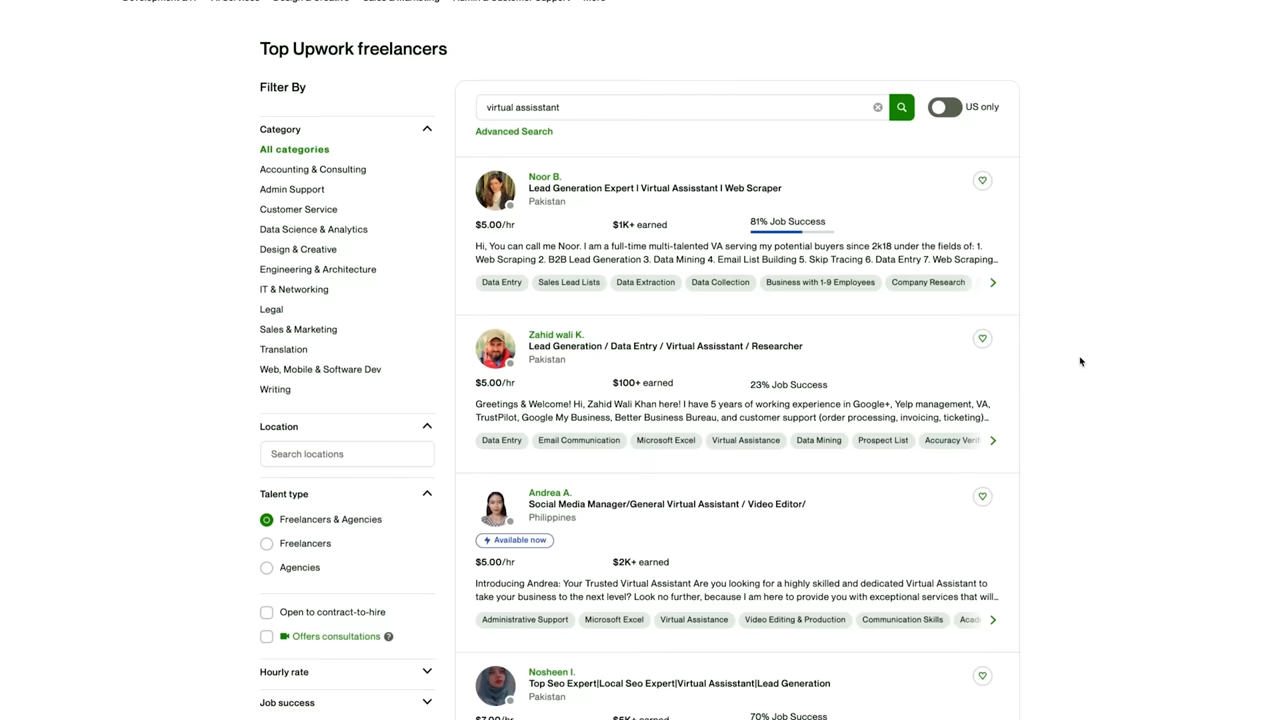 Top Upwork freelancers
Filter By
Category
All categories
Accounting & Consulting
Admin Support
Customer Service
Data Science & Analytics
Design & Creative
Engineering & Architecture
IT & Networking
Legal
Sales & Marketing
Translation
Web, Mobile & Software Dev
Writing
Location
Search locations
Talent type
Freelancers & Agencies
Freelancers
Agencies
Open to contract-to-hire
Offers consultations ?
Hourly rate
Job success
virtual assisstant
US only
Advanced Search
Noor B.
Lead Generation Expert I Virtual Assisstant I Web Scraper
Pakistan
$5.00/hr $1K+ earned 81% Job Success
Hi, You can call me Noor. I am a full-time multi-talented VA serving my potential buyers since 2k18 under the fields of: 1.
Web Scraping 2. B2B Lead Generation 3. Data Mining 4. Email List Building 5. Skip Tracing 6. Data Entry 7. Web Scraping...
Data Entry Sales Lead Lists Data Extraction Data Collection Business with 1-9 Employees Company Research
Zahid wali K.
Lead Generation / Data Entry / Virtual Assisstant / Researcher
Pakistan
$5.00/hr $100+ earned 23% Job Success
Greetings & Welcome! Hi, Zahid Wali Khan here! I have 5 years of working experience in Google+, Yelp management, VA,
TrustPilot, Google My Business, Better Business Bureau, and customer support (order processing, invoicing, ticketing)...
Data Entry Email Communication Microsoft Excel Virtual Assistance Data Mining Prospect List Accuracy Veri
Andrea A.
Social Media Manager/General Virtual Assistant / Video Editor/
Philippines
Available now
$5.00/hr $2K+ earned
Introducing Andrea: Your Trusted Virtual Assistant Are you looking for a highly skilled and dedicated Virtual Assistant to
take your business to the next level? Look no further, because I am here to provide you with exceptional services that will...
Administrative Support Microsoft Excel Virtual Assistance Video Editing & Production Communication Skills Acad
Nosheen I.
Top Seo Expert|Local Seo Expert|Virtual Assisstant|Lead Generation
Pakistan
$7.00/hr $5K+ earned 70% Job Success